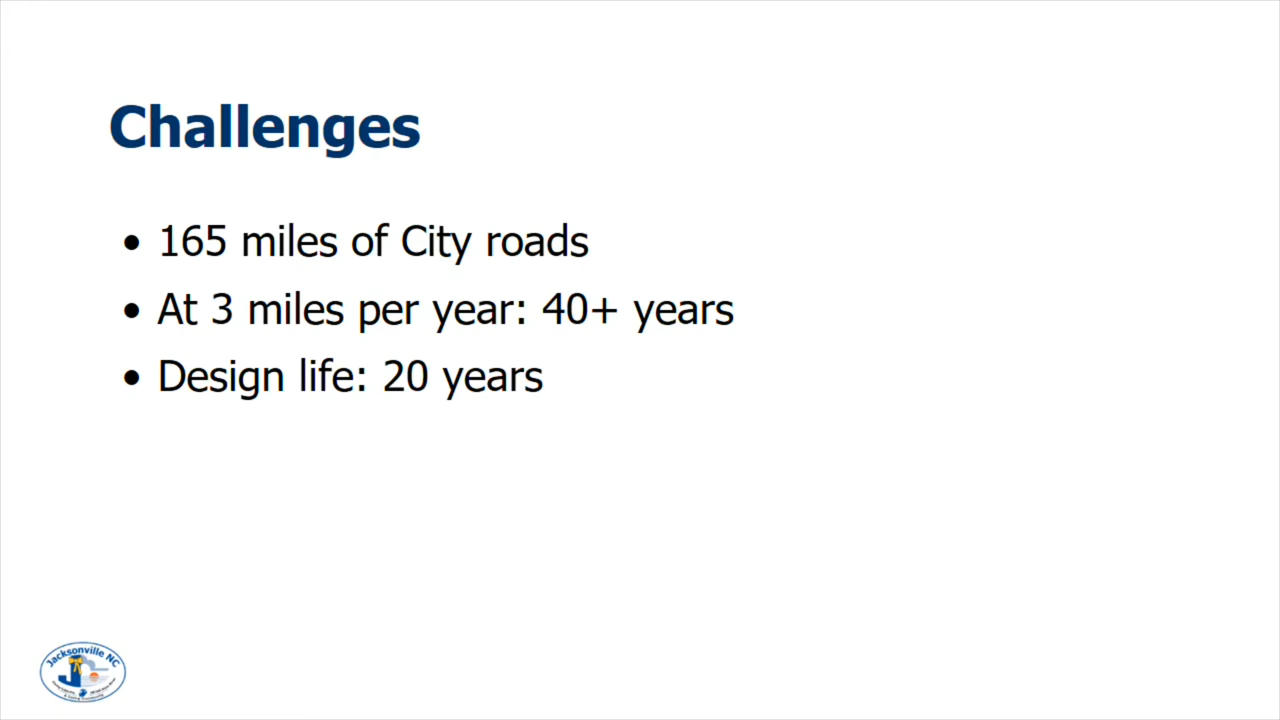 Challenges
• 165 miles of City roads
• At 3 miles per year: 40+ years
• Design life: 20 years
Jacksonville NC